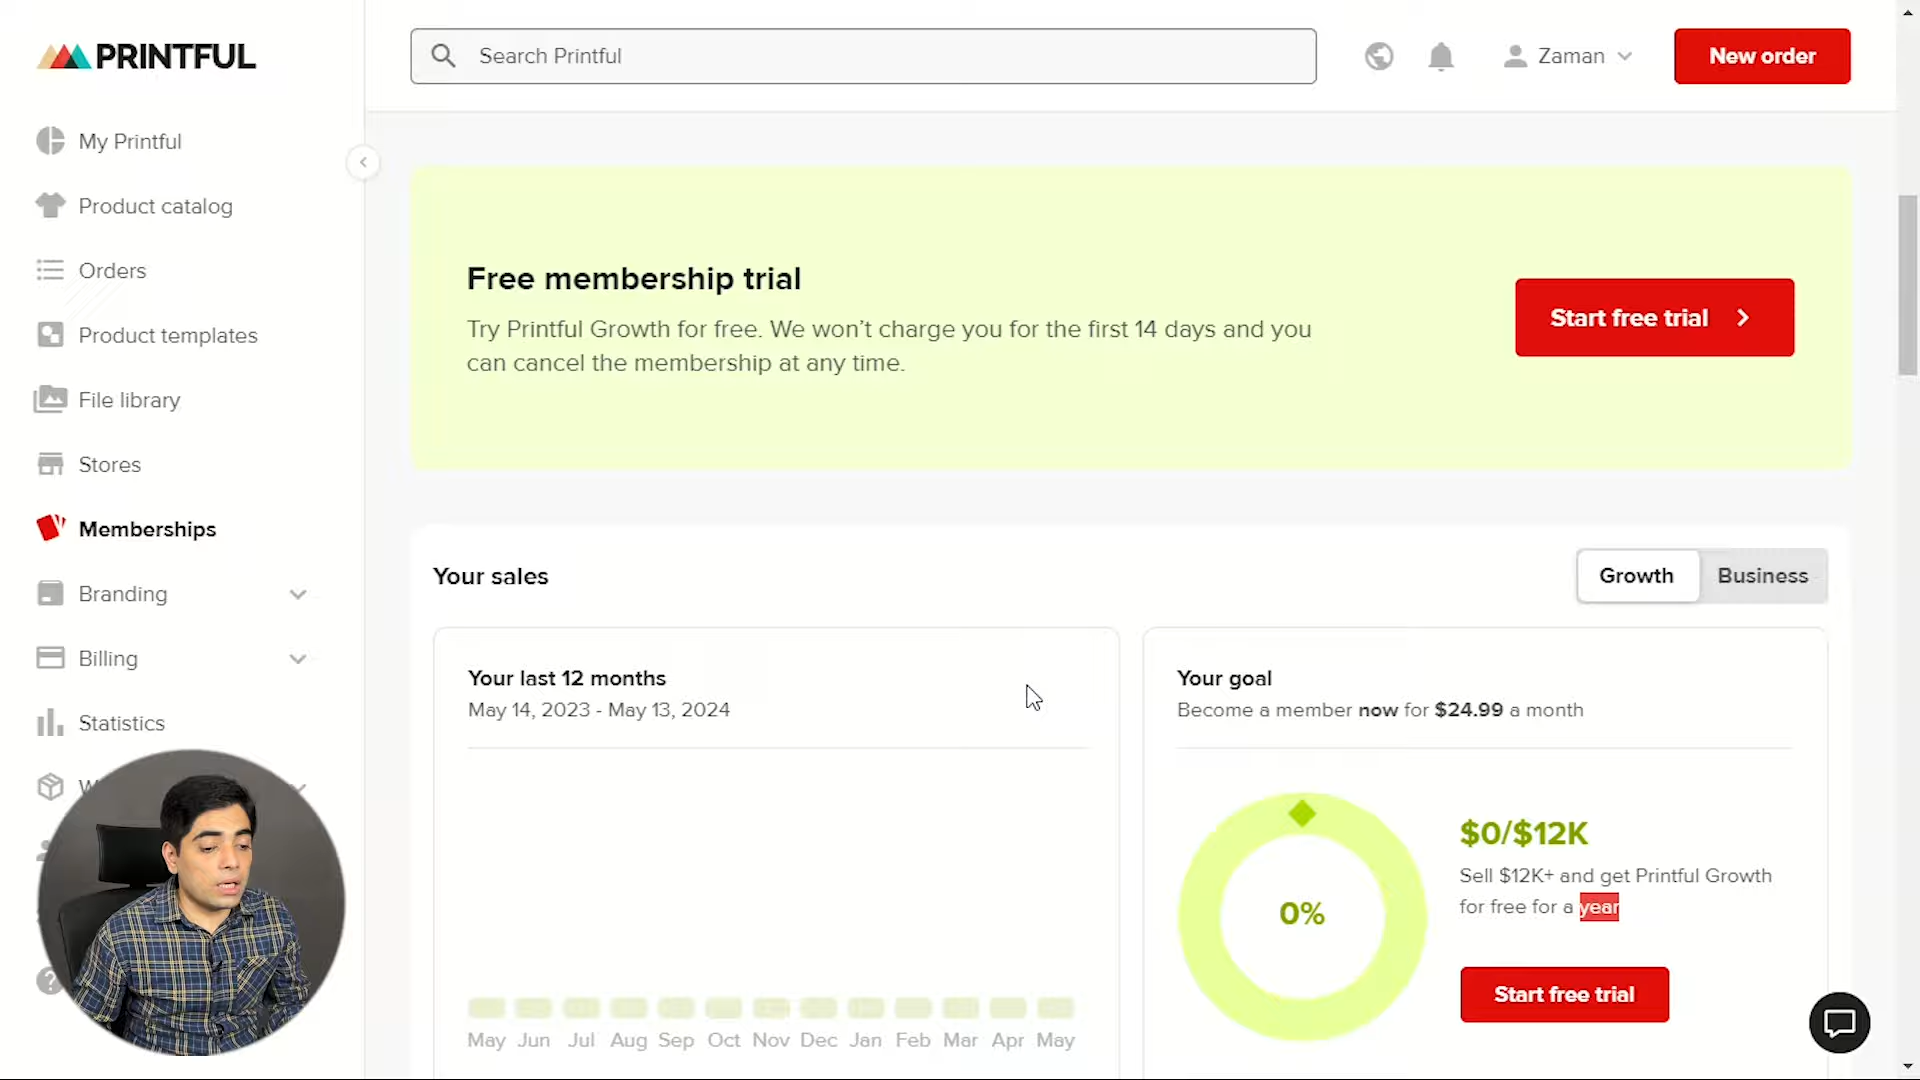 PRINTFUL
Search Printful
Zaman
New order
My Printful
Product catalog
Orders
Product templates
File library
Stores
Memberships
Branding
Billing
Statistics
Free membership trial
Try Printful Growth for free. We won’t charge you for the first 14 days and you
can cancel the membership at any time.
Start free trial
Your sales
Growth
Business
Your last 12 months
May 14, 2023 - May 13, 2024
May Jun Jul Aug Sep Oct Nov Dec Jan Feb Mar Apr May
Your goal
Become a member now for $24.99 a month
0%
$0/$12K
Sell $12K+ and get Printful Growth
for free for a year
Start free trial